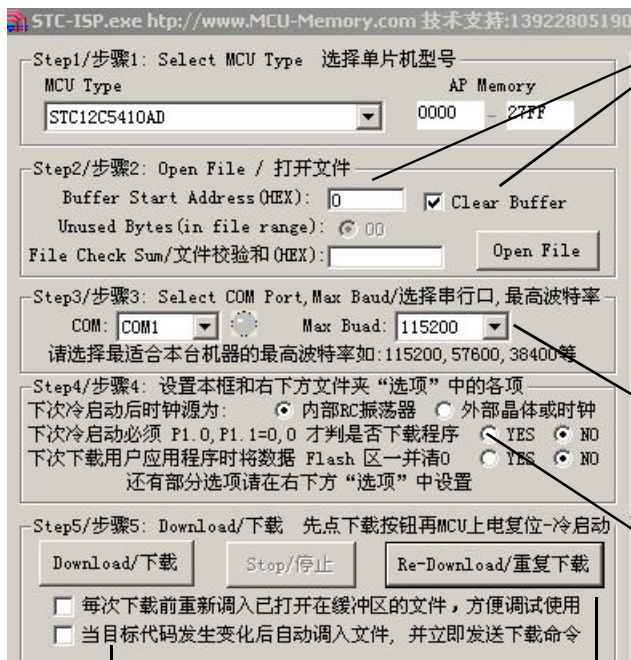 STC-ISP.exe htp://www.MCU-Memory.com 技术支持:13922805190
Step1/步骤1: Select MCU Type 选择单片机型号
MCU Type AP Memory
STC12C5410AD 0000 - 27FF
Step2/步骤2: Open File / 打开文件
Buffer Start Address(HEX): 0 Clear Buffer
Unused Bytes(in file range): 00
File Check Sum/文件校验和(HEX): Open File
Step3/步骤3: Select COM Port,Max Baud/选择串行口,最高波特率
COM: COM1 Max Buad: 115200
请选择最适合本台机器的最高波特率如:115200,57600,38400等
Step4/步骤4: 设置本框和右下方文件夹“选项”中的各项
下次冷启动后时钟源为: 内部RC振荡器 外部晶体或时钟
下次冷启动必须 P1.0,P1.1=0,0 才判是否下载程序 YES NO
下次下载用户应用程序时将数据 Flash 区一并清0 YES NO
还有部分选项请在右下方“选项”中设置
Step5/步骤5: Download/下载 先点下载按钮再MCU上电复位-冷启动
Download/下载 Stop/停止 Re-Download/重复下载
每次下载前重新调入已打开在缓冲区的文件,方便调试使用
当目标代码发生变化后自动调入文件, 并立即发送下载命令